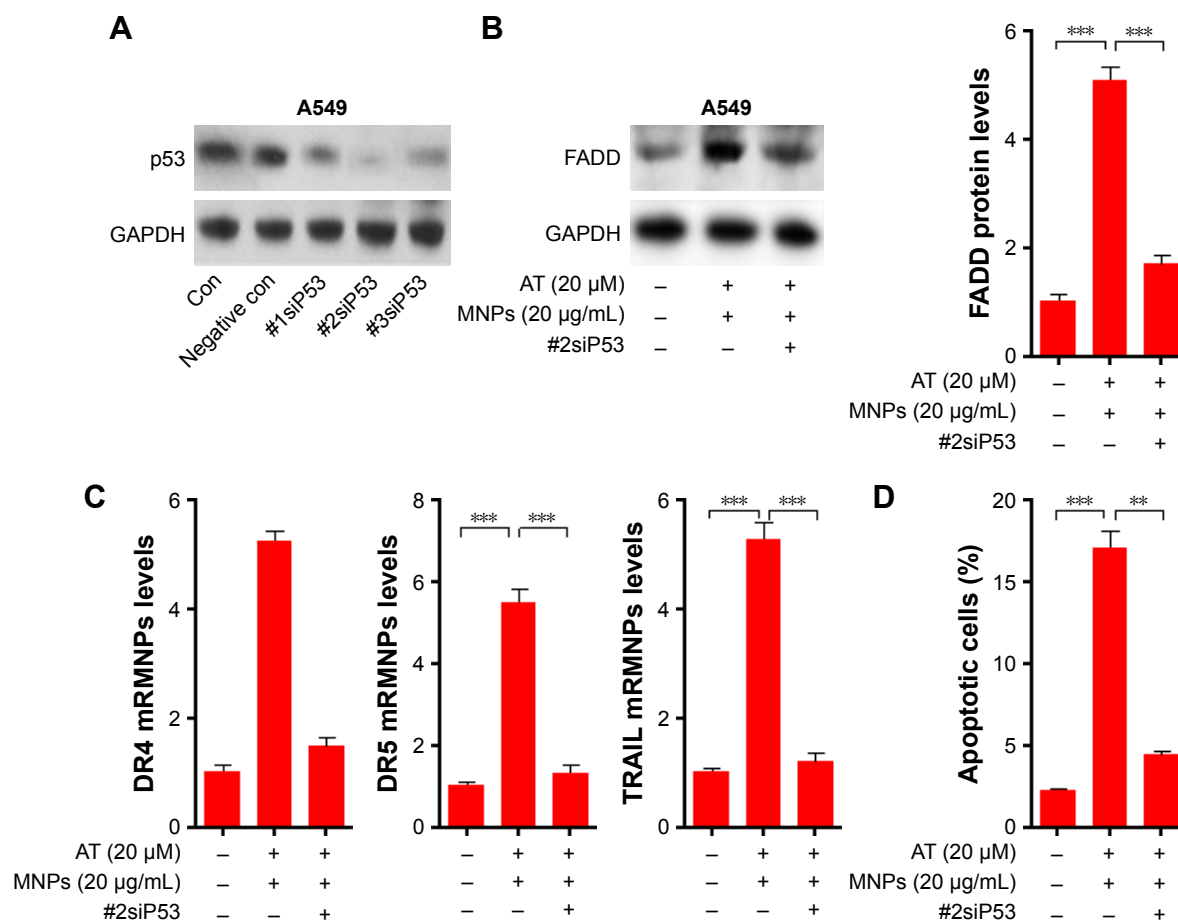 A
A549
p53
GAPDH
Con
Negative con
#1siP53
#2siP53
#3siP53
B
A549
FADD
GAPDH
AT (20 µM) – + +
MNPs (20 µg/mL) – + +
#2siP53 – – +
FADD protein levels
6
4
2
0
*** ***
AT (20 µM) – + +
MNPs (20 µg/mL) – + +
#2siP53 – – +
C
DR4 mRMNPs levels
6
4
2
0
AT (20 µM) – + +
MNPs (20 µg/mL) – + +
#2siP53 – – +
DR5 mRMNPs levels
8
6
4
2
0
*** ***
– + +
– + +
– – +
TRAIL mRMNPs levels
6
4
2
0
*** ***
– + +
– + +
– – +
D
Apoptotic cells (%)
20
15
10
5
0
*** **
AT (20 µM) – + +
MNPs (20 µg/mL) – + +
#2siP53 – – +